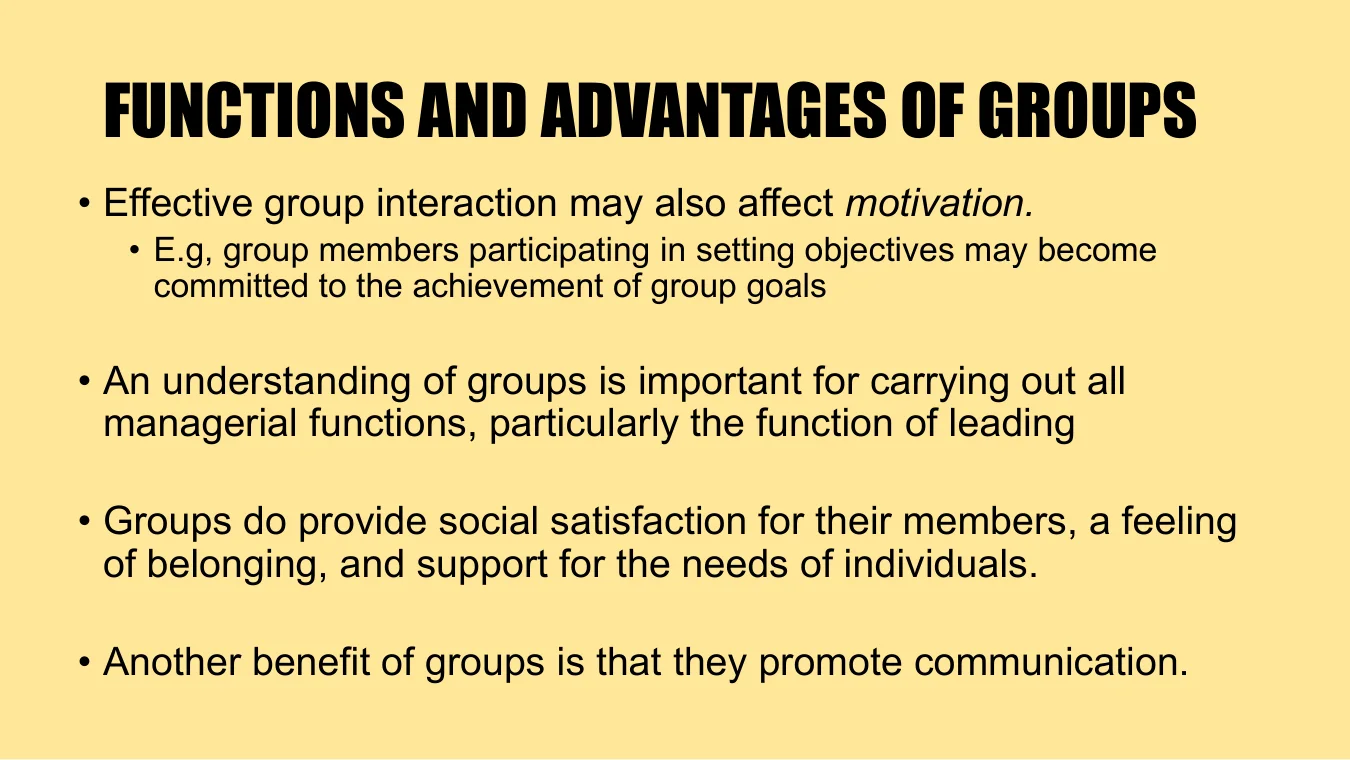 FUNCTIONS AND ADVANTAGES OF GROUPS
• Effective group interaction may also affect motivation.
• E.g, group members participating in setting objectives may become
committed to the achievement of group goals
• An understanding of groups is important for carrying out all
managerial functions, particularly the function of leading
• Groups do provide social satisfaction for their members, a feeling
of belonging, and support for the needs of individuals.
• Another benefit of groups is that they promote communication.